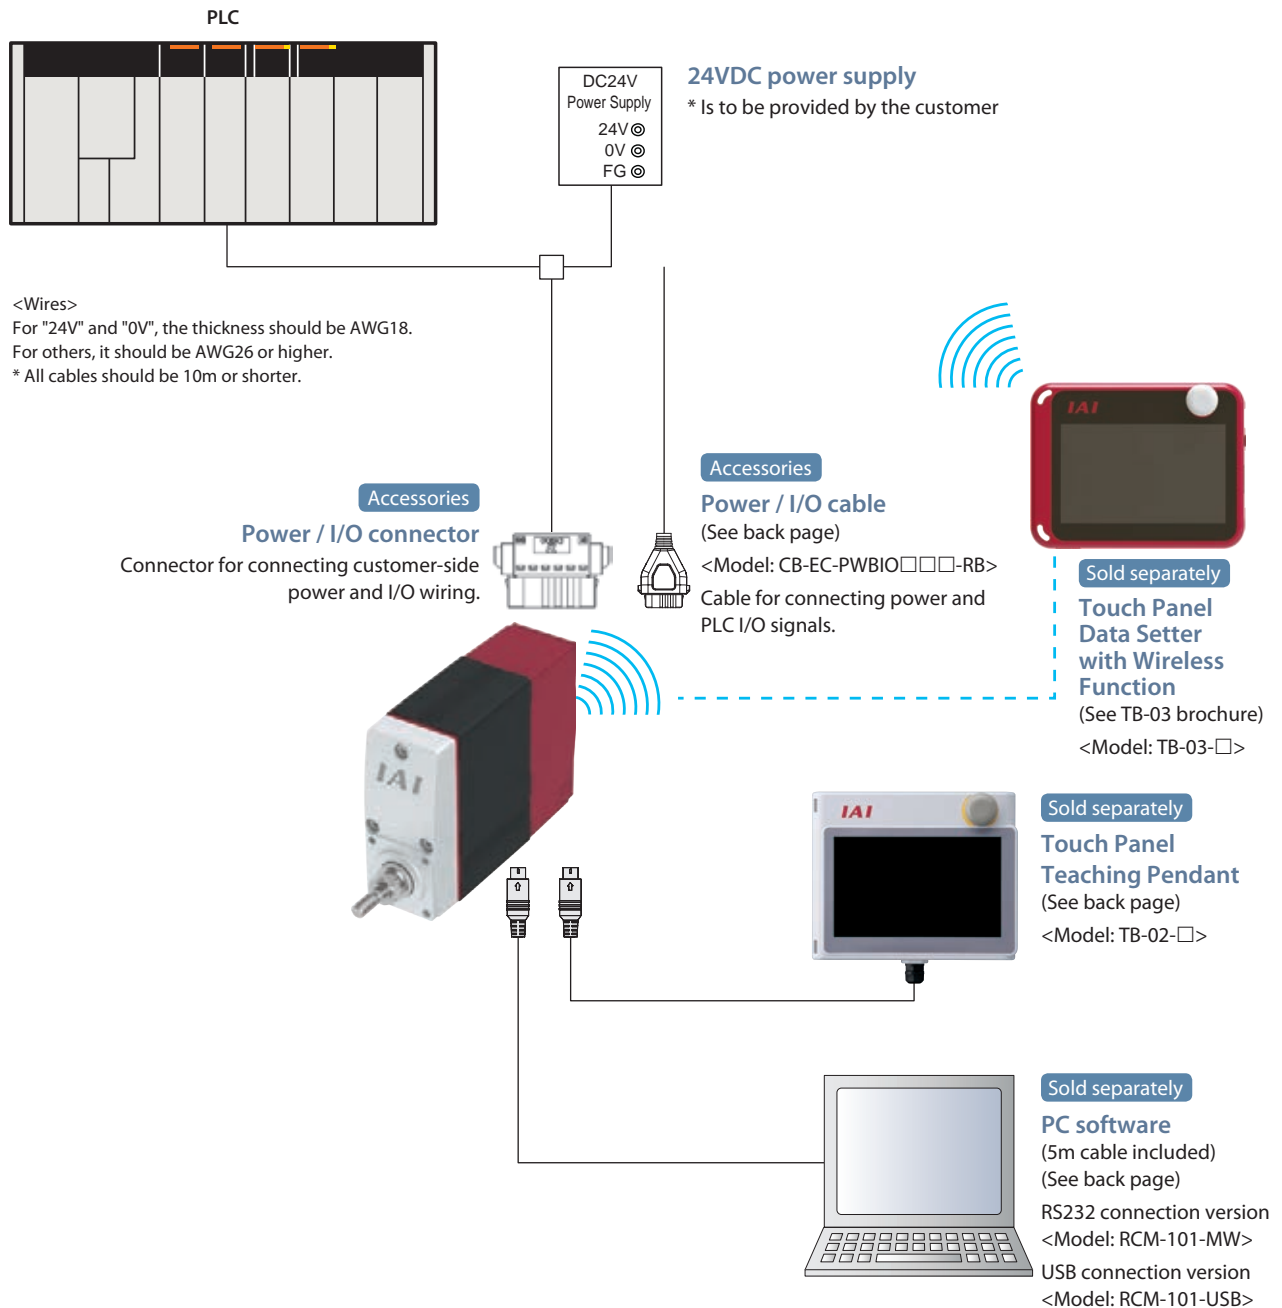 PLC
DC24V
Power Supply
24V
0V
FG
24VDC power supply
* Is to be provided by the customer
<Wires>
For "24V" and "0V", the thickness should be AWG18.
For others, it should be AWG26 or higher.
* All cables should be 10m or shorter.
IAI
Accessories
Power / I/O connector
Connector for connecting customer-side
power and I/O wiring.
Accessories
Power / I/O cable
(See back page)
<Model: CB-EC-PWBIO□□□-RB>
Cable for connecting power and
PLC I/O signals.
Sold separately
Touch Panel
Data Setter
with Wireless
Function
(See TB-03 brochure)
<Model: TB-03-□>
IAI
IAI
Sold separately
Touch Panel
Teaching Pendant
(See back page)
<Model: TB-02-□>
Sold separately
PC software
(5m cable included)
(See back page)
RS232 connection version
<Model: RCM-101-MW>
USB connection version
<Model: RCM-101-USB>